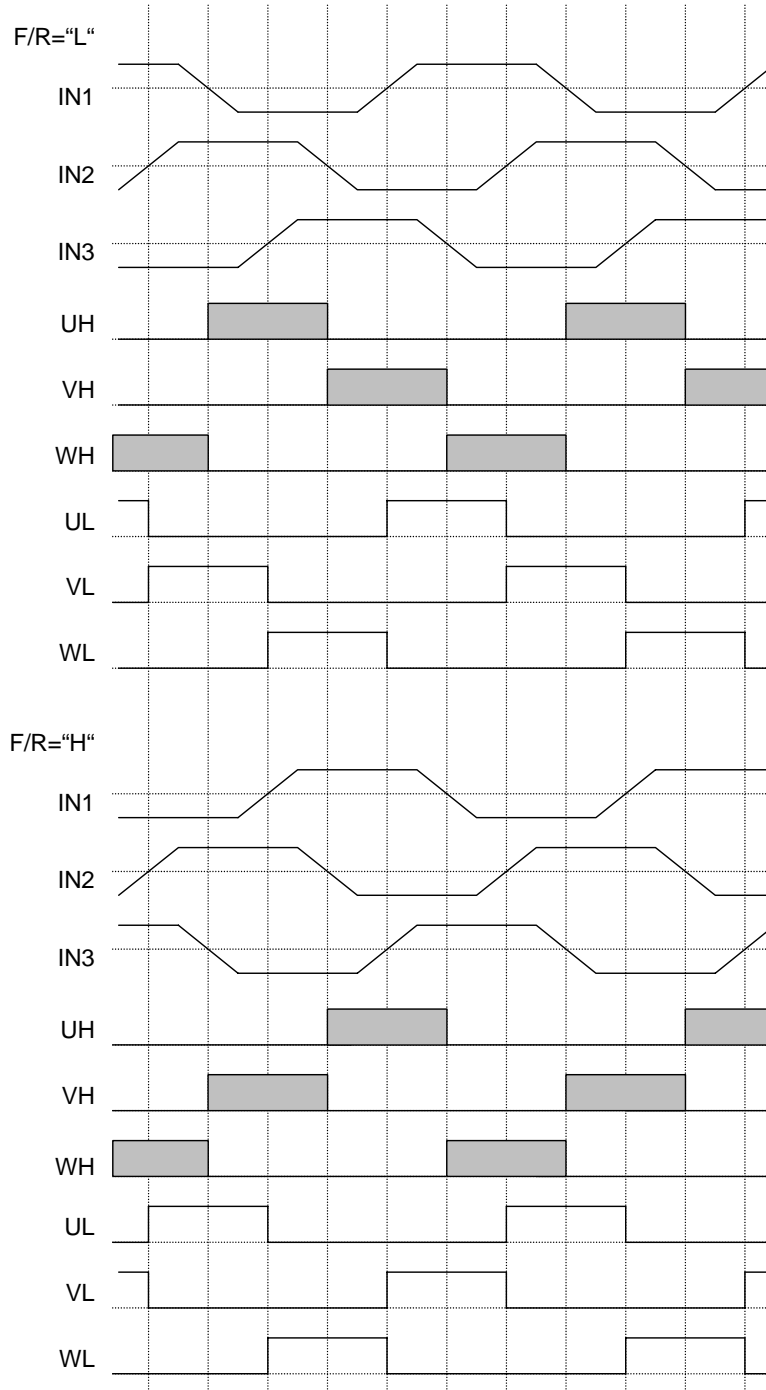 F/R=“L“
IN1
IN2
IN3
UH
VH
WH
UL
VL
WL
F/R=“H“
IN1
IN2
IN3
UH
VH
WH
UL
VL
WL